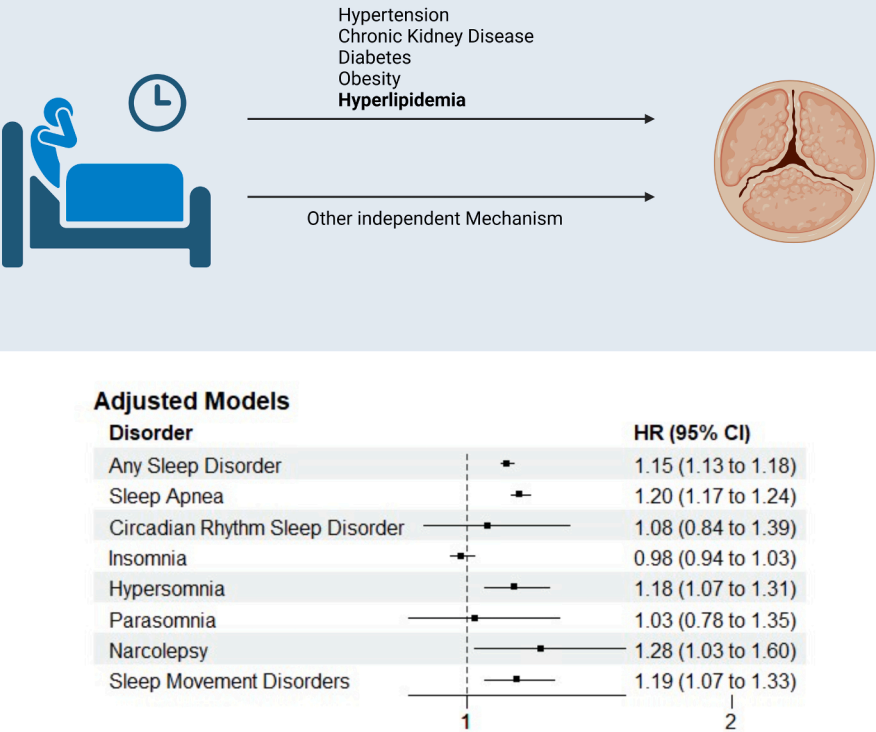 Hypertension
Chronic Kidney Disease
Diabetes
Obesity
Hyperlipidemia
Other independent Mechanism
Adjusted Models
Disorder HR (95% CI)
Any Sleep Disorder 1.15 (1.13 to 1.18)
Sleep Apnea 1.20 (1.17 to 1.24)
Circadian Rhythm Sleep Disorder 1.08 (0.84 to 1.39)
Insomnia 0.98 (0.94 to 1.03)
Hypersomnia 1.18 (1.07 to 1.31)
Parasomnia 1.03 (0.78 to 1.35)
Narcolepsy 1.28 (1.03 to 1.60)
Sleep Movement Disorders 1.19 (1.07 to 1.33)
1 2